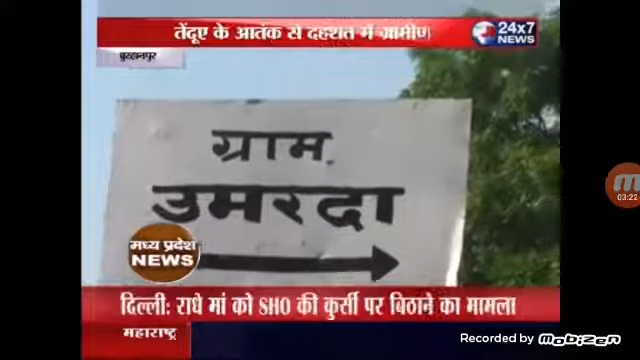 तेंदूए के आतंक से दहशत में ग्रामीण
24x7
NEWS
बुरहानपुर
ग्राम
उमरदा
मध्य प्रदेश
NEWS
03:22
दिल्ली: राधे मां को SHO की कुर्सी पर बिठाने का मामला
महाराष्ट्र
Recorded by MOBIZEN